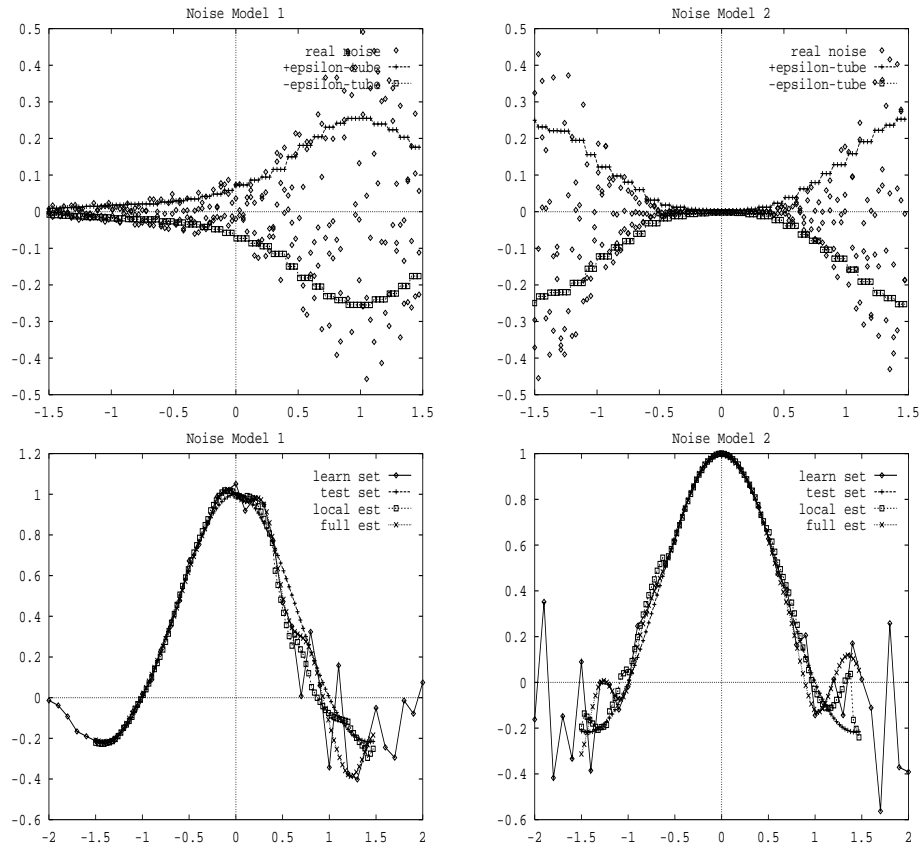 Noise Model 1
0.5
0.4
0.3
0.2
0.1
0
-0.1
-0.2
-0.3
-0.4
-0.5
-1.5 -1 -0.5 0 0.5 1 1.5
real noise
+epsilon-tube
-epsilon-tube
Noise Model 2
0.5
0.4
0.3
0.2
0.1
0
-0.1
-0.2
-0.3
-0.4
-0.5
-1.5 -1 -0.5 0 0.5 1 1.5
real noise
+epsilon-tube
-epsilon-tube
Noise Model 1
1.2
1
0.8
0.6
0.4
0.2
0
-0.2
-0.4
-0.6
-2 -1.5 -1 -0.5 0 0.5 1 1.5 2
learn set
test set
local est
full est
Noise Model 2
1
0.8
0.6
0.4
0.2
0
-0.2
-0.4
-0.6
-2 -1.5 -1 -0.5 0 0.5 1 1.5 2
learn set
test set
local est
full est